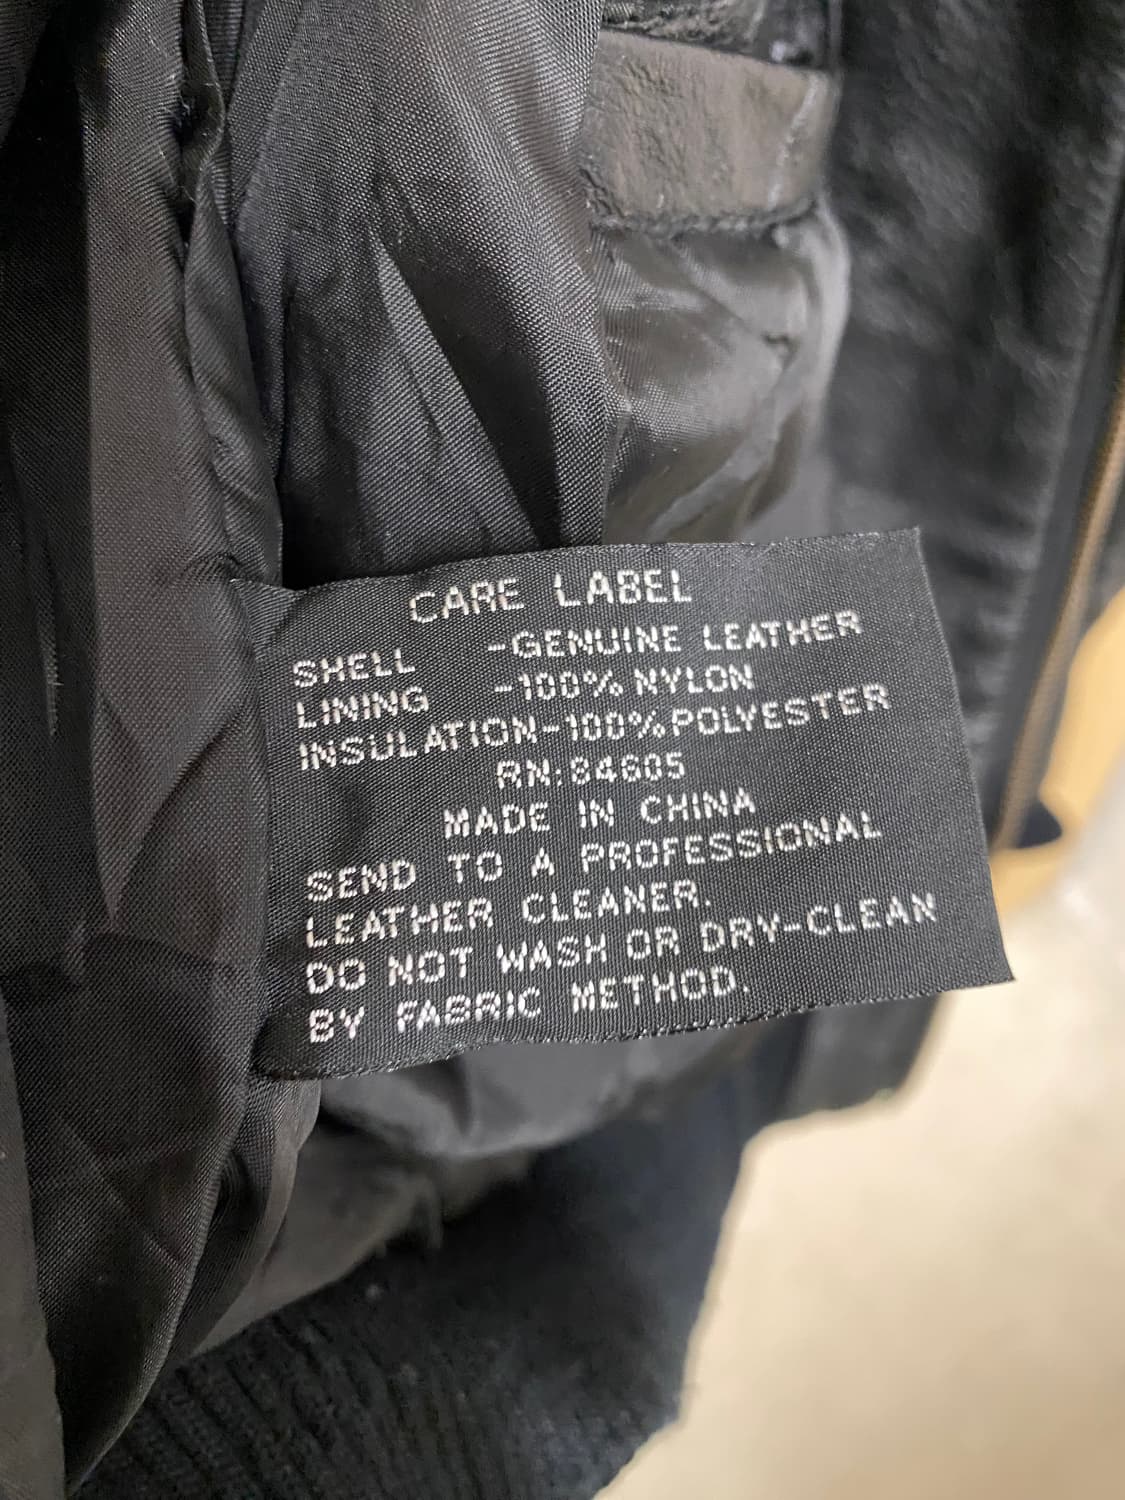 CARE LABEL
SHELL -GENUINE LEATHER
LINING -100% NYLON
INSULATION-100%POLYESTER
RN:84605
MADE IN CHINA
SEND TO A PROFESSIONAL
LEATHER CLEANER.
DO NOT WASH OR DRY-CLEAN
BY FABRIC METHOD.